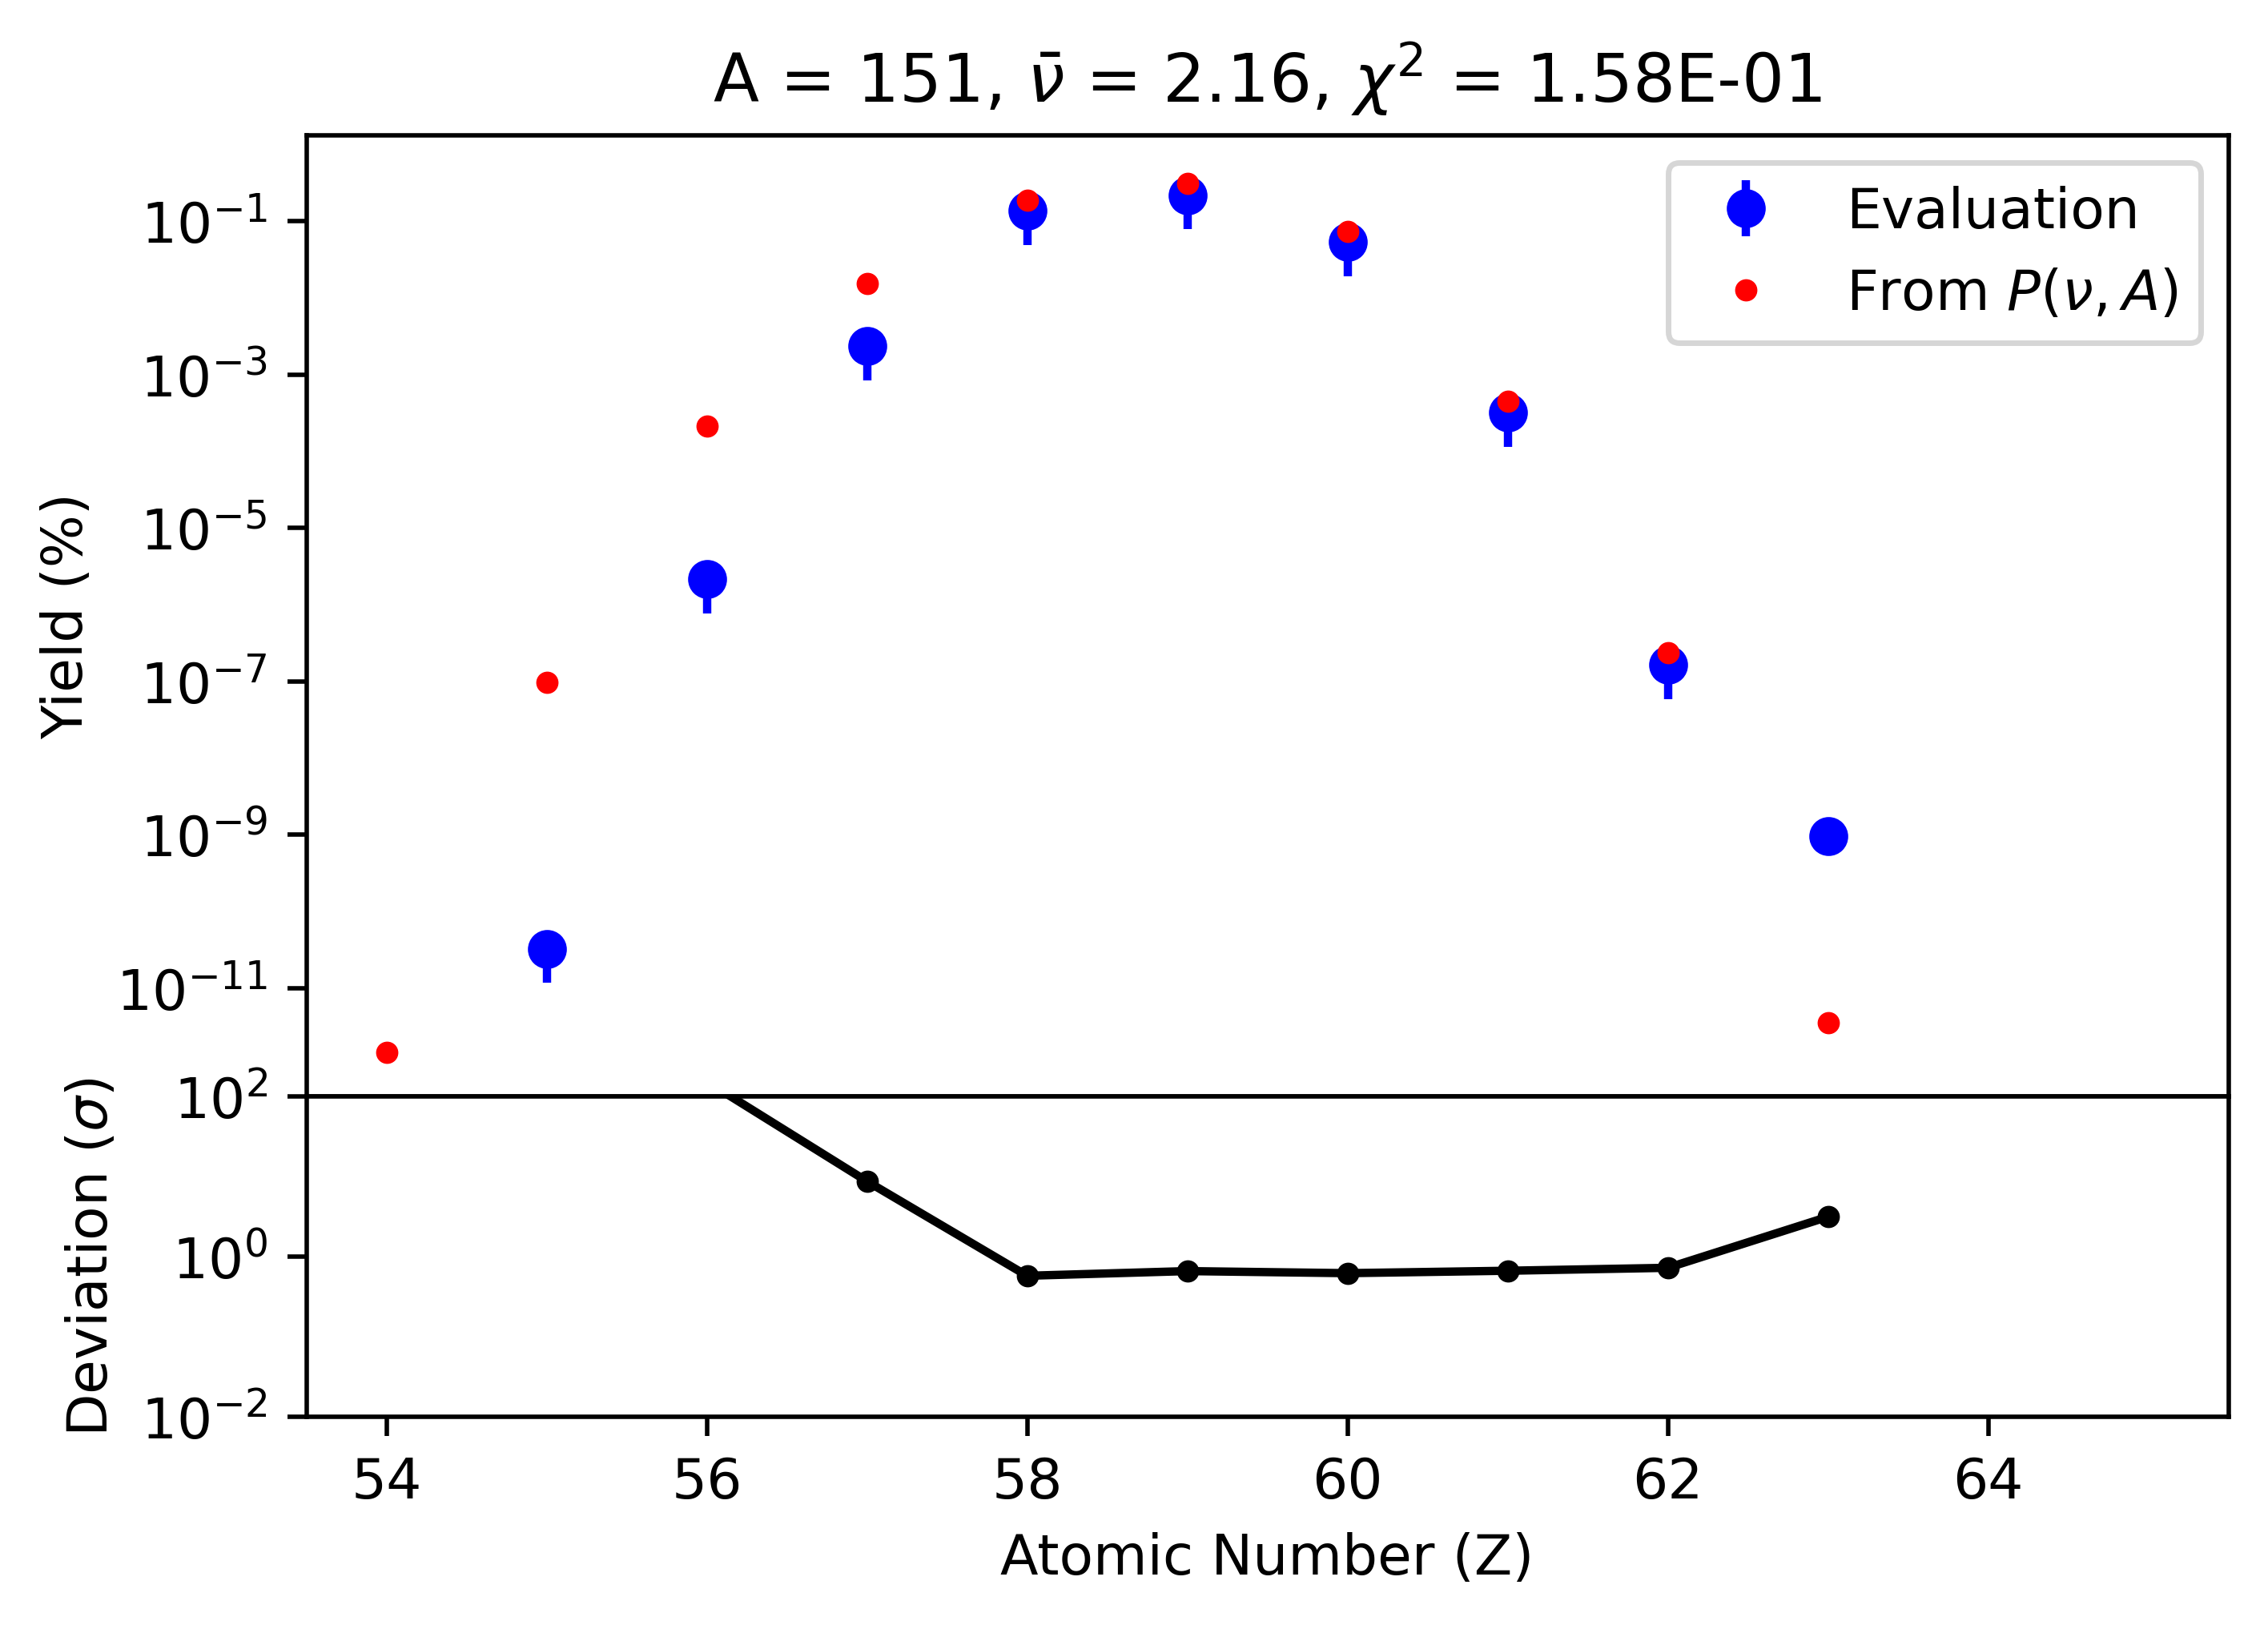 A = 151, ν̄ = 2.16, χ² = 1.58E-01
Evaluation
From P(ν, A)
Yield (%)
10⁻¹
10⁻³
10⁻⁵
10⁻⁷
10⁻⁹
10⁻¹¹
Deviation (σ)
10²
10⁰
10⁻²
54 56 58 60 62 64
Atomic Number (Z)